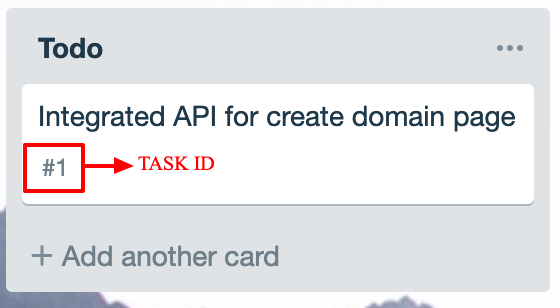 Todo
Integrated API for create domain page
#1
TASK ID
+ Add another card